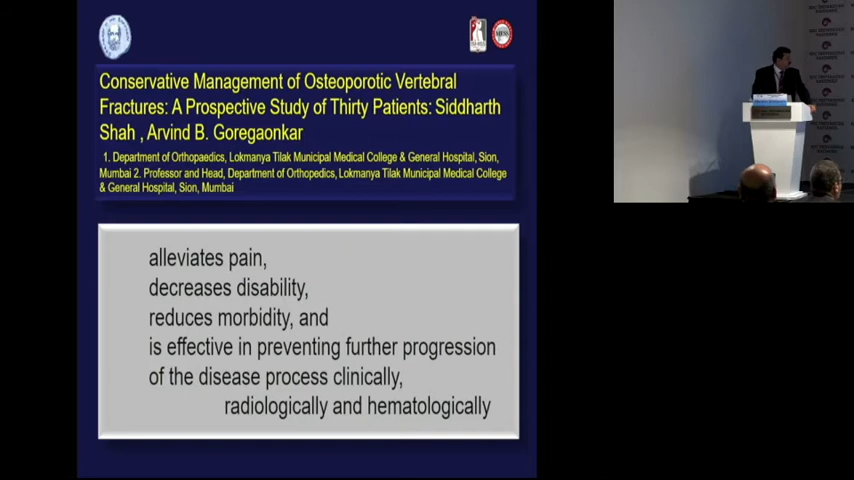 Conservative Management of Osteoporotic Vertebral
Fractures: A Prospective Study of Thirty Patients: Siddharth
Shah , Arvind B. Goregaonkar
1. Department of Orthopaedics, Lokmanya Tilak Municipal Medical College & General Hospital, Sion,
Mumbai 2. Professor and Head, Department of Orthopedics, Lokmanya Tilak Municipal Medical College
& General Hospital, Sion, Mumbai
alleviates pain,
decreases disability,
reduces morbidity, and
is effective in preventing further progression
of the disease process clinically,
radiologically and hematologically